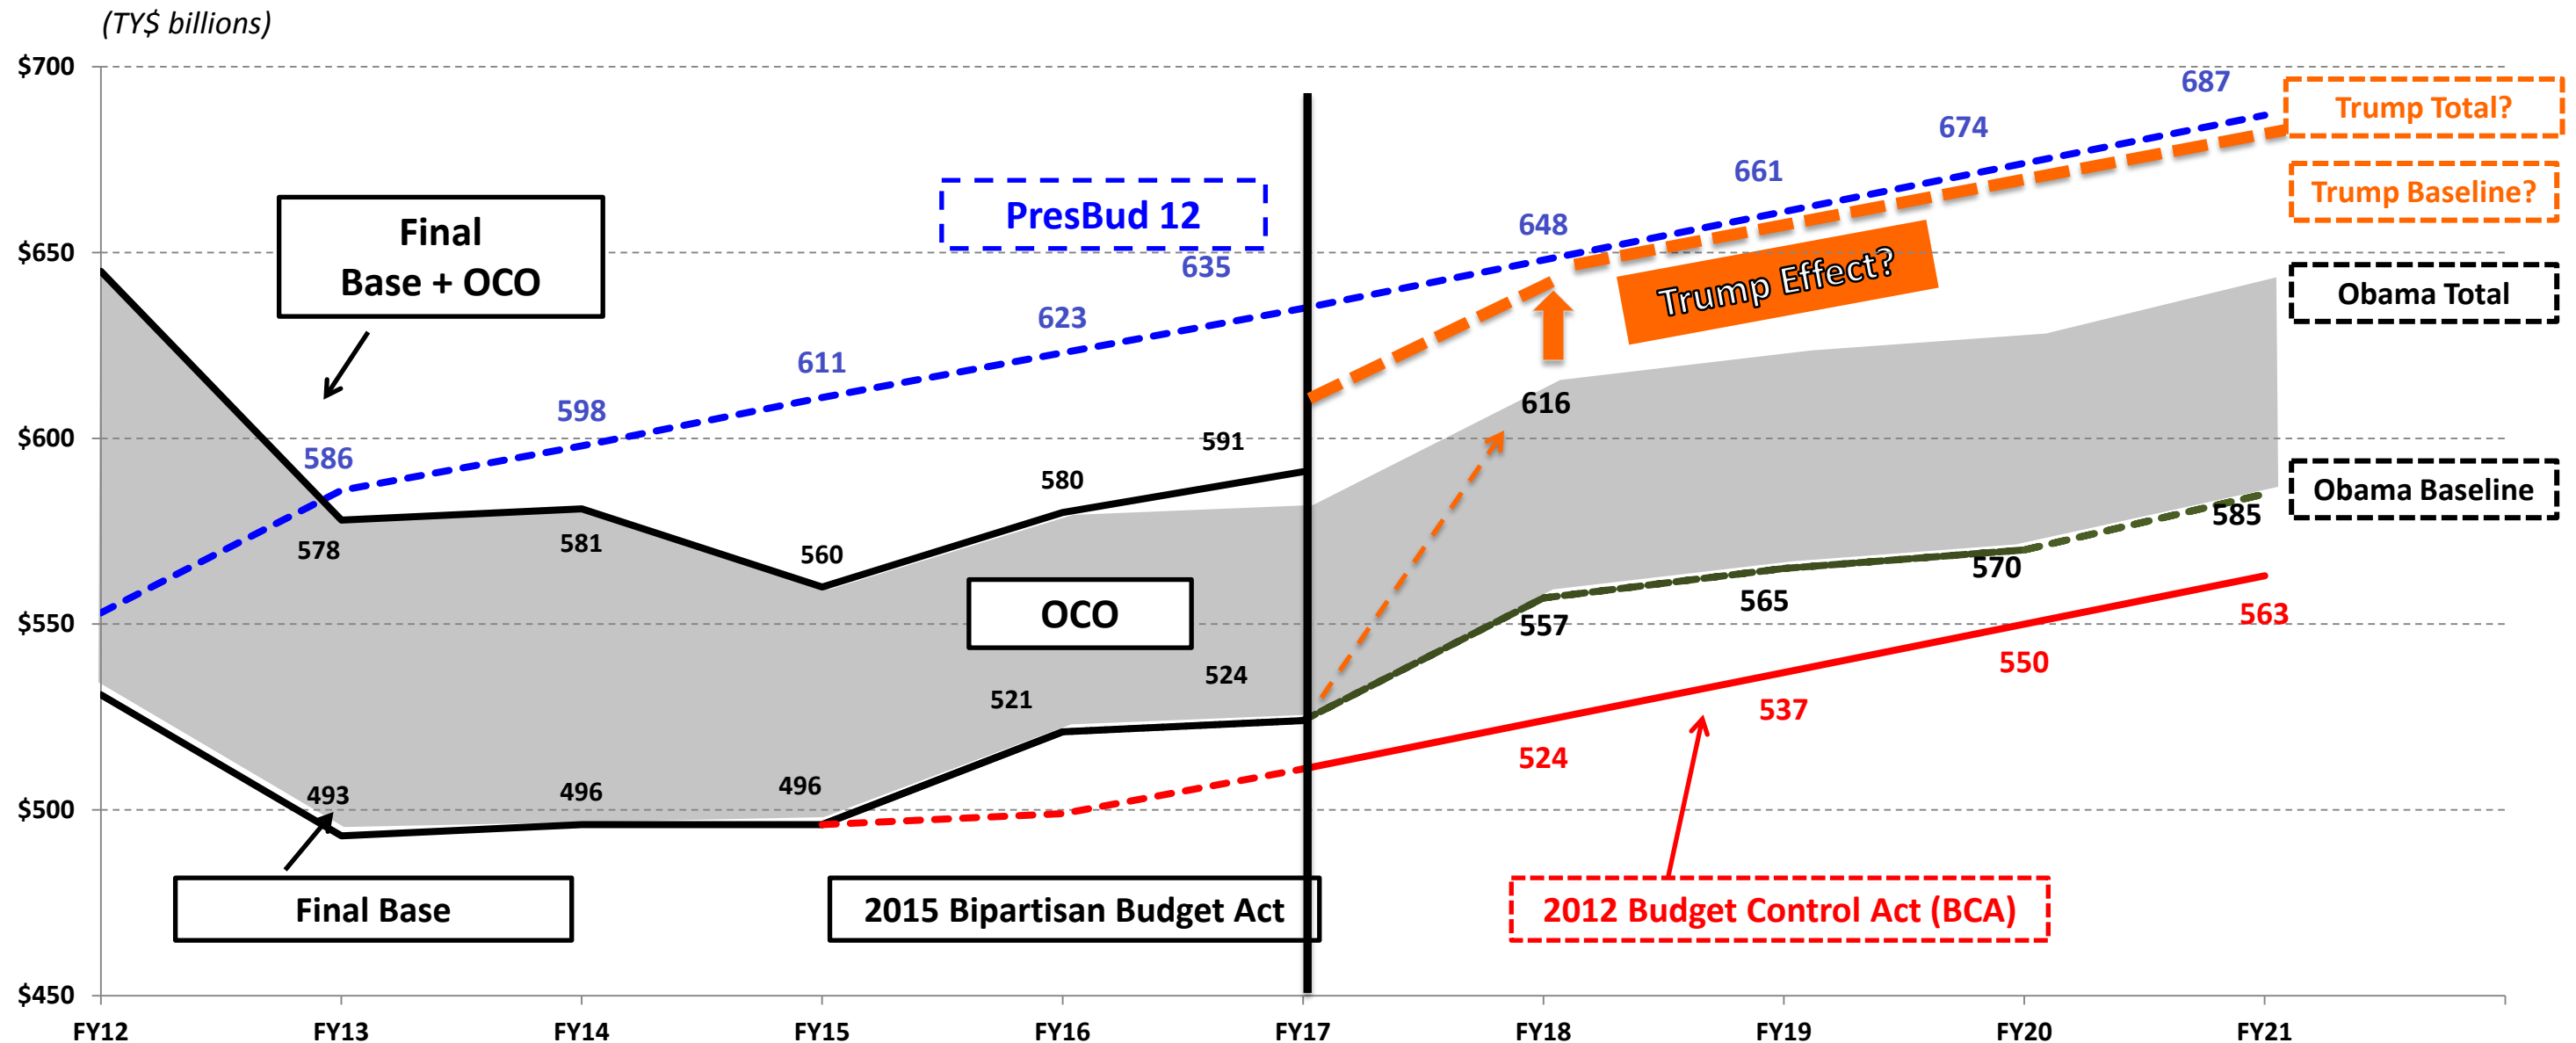 (TY$ billions)
$700
$650
$600
$550
$500
$450
FY12
FY13
FY14
FY15
FY16
FY17
FY18
FY19
FY20
FY21
Final
Base + OCO
PresBud 12
586
598
611
623
635
648
661
674
687
Trump Total?
Trump Baseline?
Obama Total
Obama Baseline
Trump Effect?
578
581
560
580
591
616
OCO
493
496
496
521
524
557
565
570
585
524
537
550
563
Final Base
2015 Bipartisan Budget Act
2012 Budget Control Act (BCA)